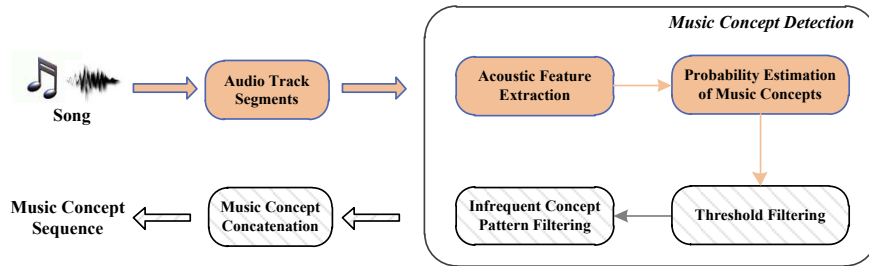 Music Concept Detection
Song
Audio Track
Segments
Acoustic Feature
Extraction
Probability Estimation
of Music Concepts
Music Concept
Sequence
Music Concept
Concatenation
Infrequent Concept
Pattern Filtering
Threshold Filtering